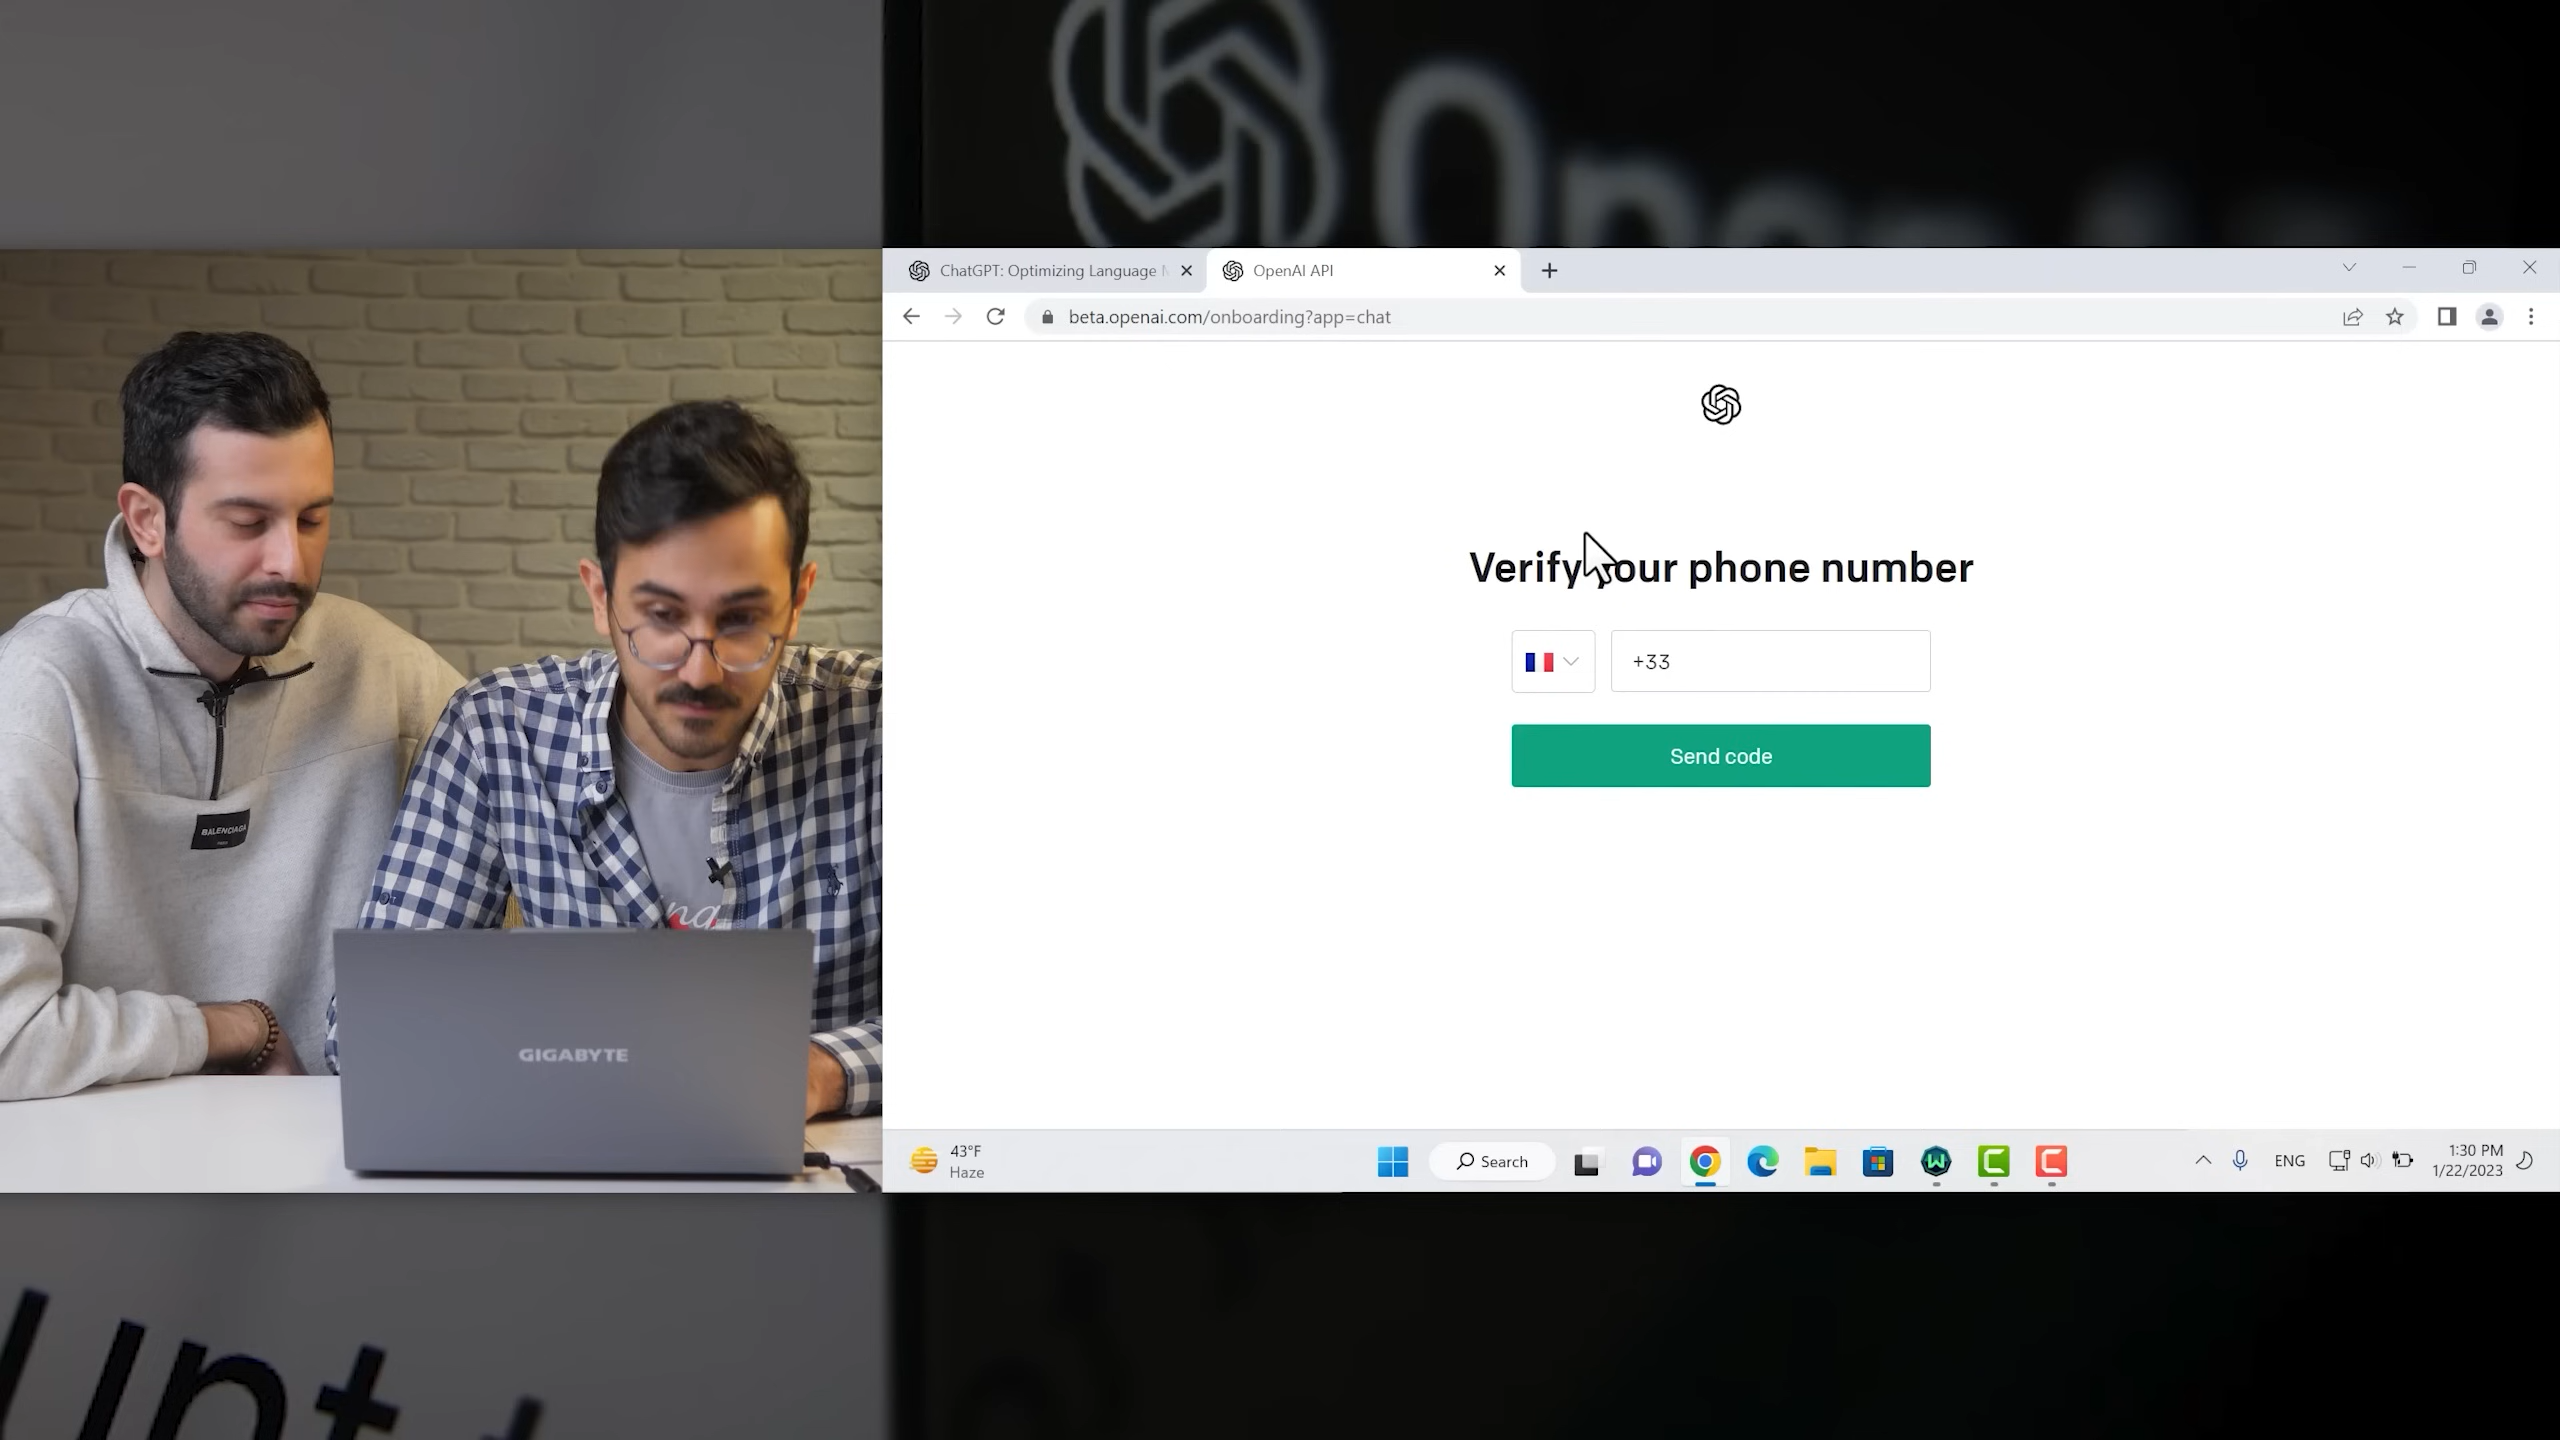 Open
ChatGPT: Optimizing Language
OpenAI API
beta.openai.com/onboarding?app=chat
Verify your phone number
+33
Send code
BALENCIAGA
GIGABYTE
43°F
Haze
Search
ENG
1:30 PM
1/22/2023